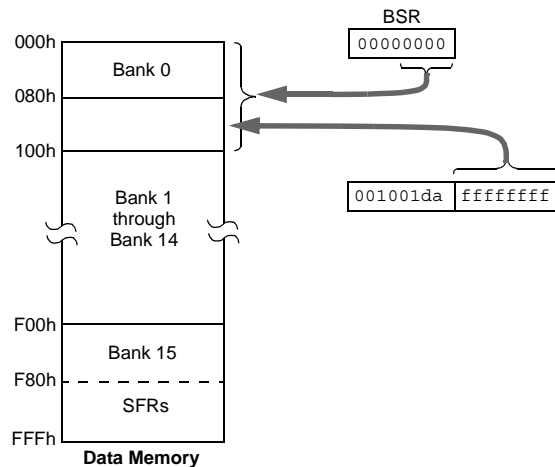 BSR
00000000
000h
Bank 0
080h
100h
001001da ffffffff
Bank 1
through
Bank 14
F00h
Bank 15
F80h
SFRs
FFFh
Data Memory